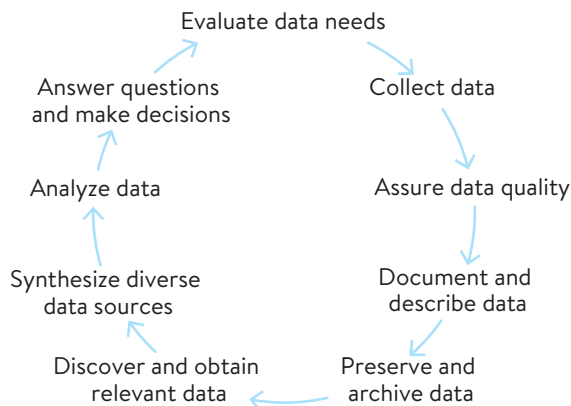 Evaluate data needs
Collect data
Assure data quality
Document and
describe data
Preserve and
archive data
Discover and obtain
relevant data
Synthesize diverse
data sources
Analyze data
Answer questions
and make decisions